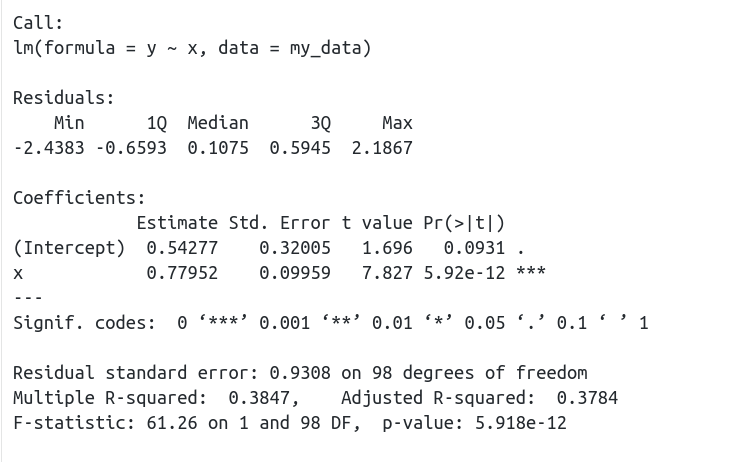 Call:
lm(formula = y ~ x, data = my_data)
Residuals:
    Min      1Q  Median      3Q     Max
-2.4383 -0.6593  0.1075  0.5945  2.1867
Coefficients:
            Estimate Std. Error t value Pr(>|t|)
(Intercept)  0.54277    0.32005   1.696   0.0931 .
x            0.77952    0.09959   7.827 5.92e-12 ***
---
Signif. codes:  0 ‘***’ 0.001 ‘**’ 0.01 ‘*’ 0.05 ‘.’ 0.1 ‘ ’ 1
Residual standard error: 0.9308 on 98 degrees of freedom
Multiple R-squared:  0.3847,    Adjusted R-squared:  0.3784
F-statistic: 61.26 on 1 and 98 DF,  p-value: 5.918e-12